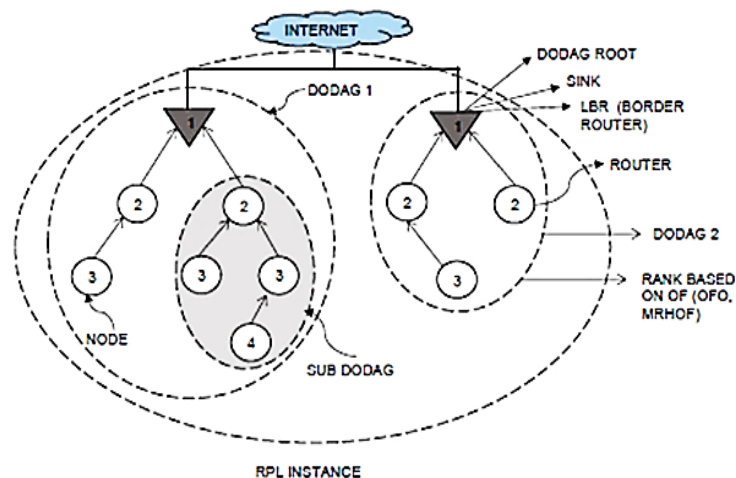 INTERNET
DODAG ROOT
SINK
DODAG 1
LBR (BORDER
ROUTER)
1
1
ROUTER
2
2
2
2
DODAG 2
3
3
3
3
RANK BASED
ON OF (OFO,
MRHOF)
NODE
4
SUB DODAG
RPL INSTANCE